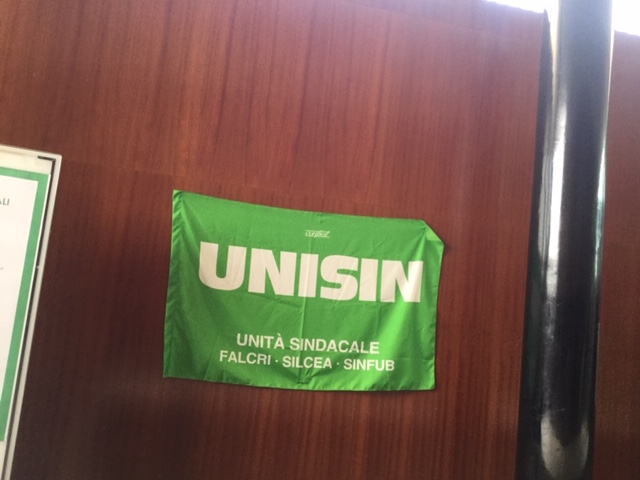 UNISIN
UNITÀ SINDACALE
FALCRI · SILCEA · SINFUB